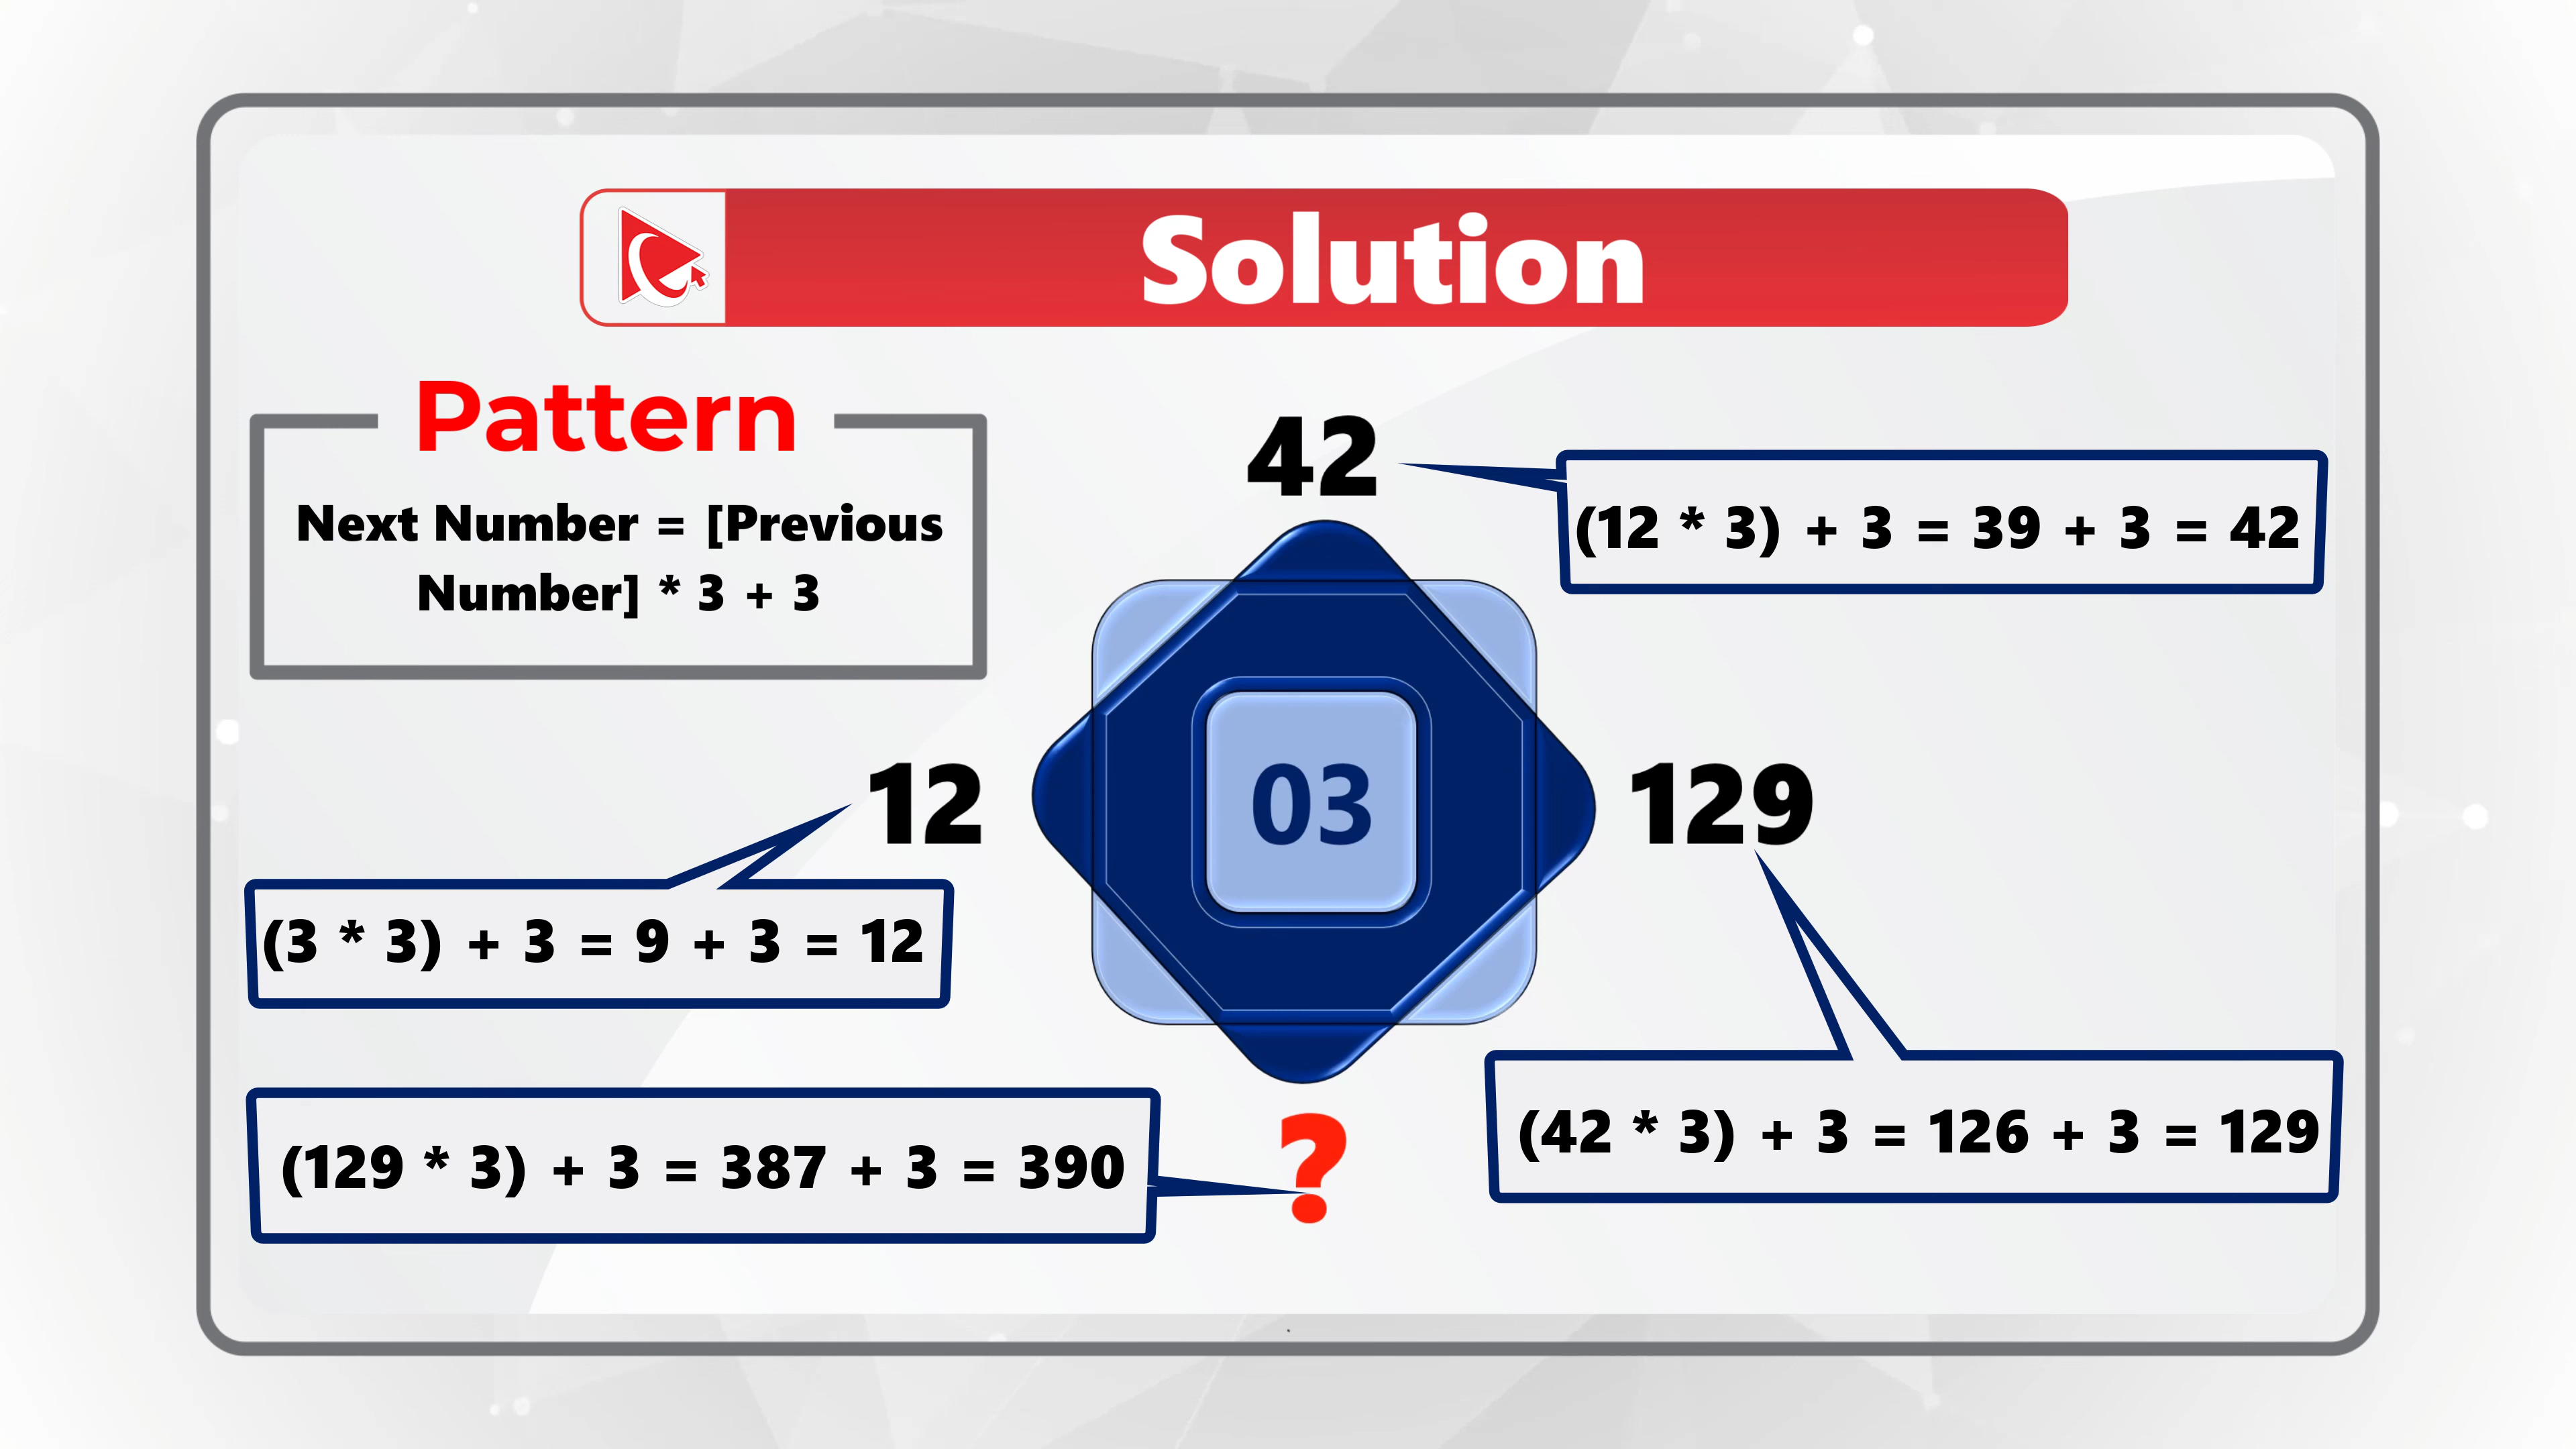 Solution
Pattern
Next Number = [Previous
Number] * 3 + 3
42
(12 * 3) + 3 = 39 + 3 = 42
12
03
129
(3 * 3) + 3 = 9 + 3 = 12
(129 * 3) + 3 = 387 + 3 = 390
?
(42 * 3) + 3 = 126 + 3 = 129